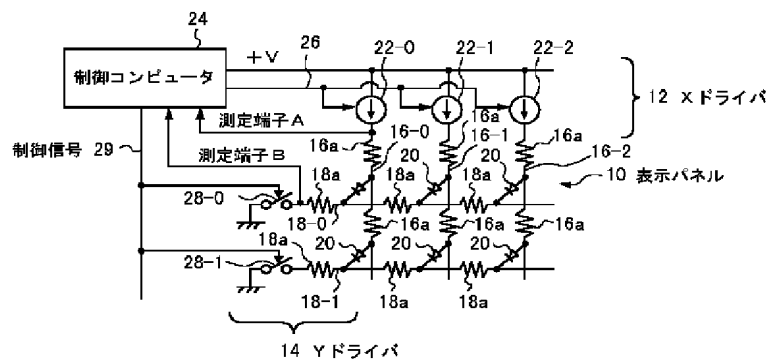 24
+V
26
22-0
22-1
22-2
制御コンピュータ
12 Xドライバ
測定端子A
16a
16-0
16a
16-1
16a
16-2
制御信号
29
測定端子B
20
20
20
10 表示パネル
28-0
18a
18a
18a
18-0
16a
16a
16a
18a
20
20
20
28-1
18-1
18a
18a
14 Yドライバ